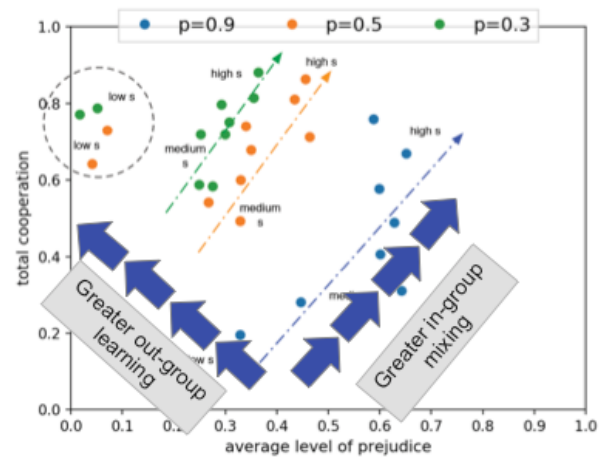 p=0.9 p=0.5 p=0.3
1.0
0.8
0.6
0.4
0.2
0.0
total cooperation
low s
low s
high s
medium
s
high s
medium
s
high s
low s
Greater out-group
learning
Greater in-group
mixing
0.0 0.1 0.3 0.4 0.5 0.6 0.7 0.8 0.9 1.0
average level of prejudice